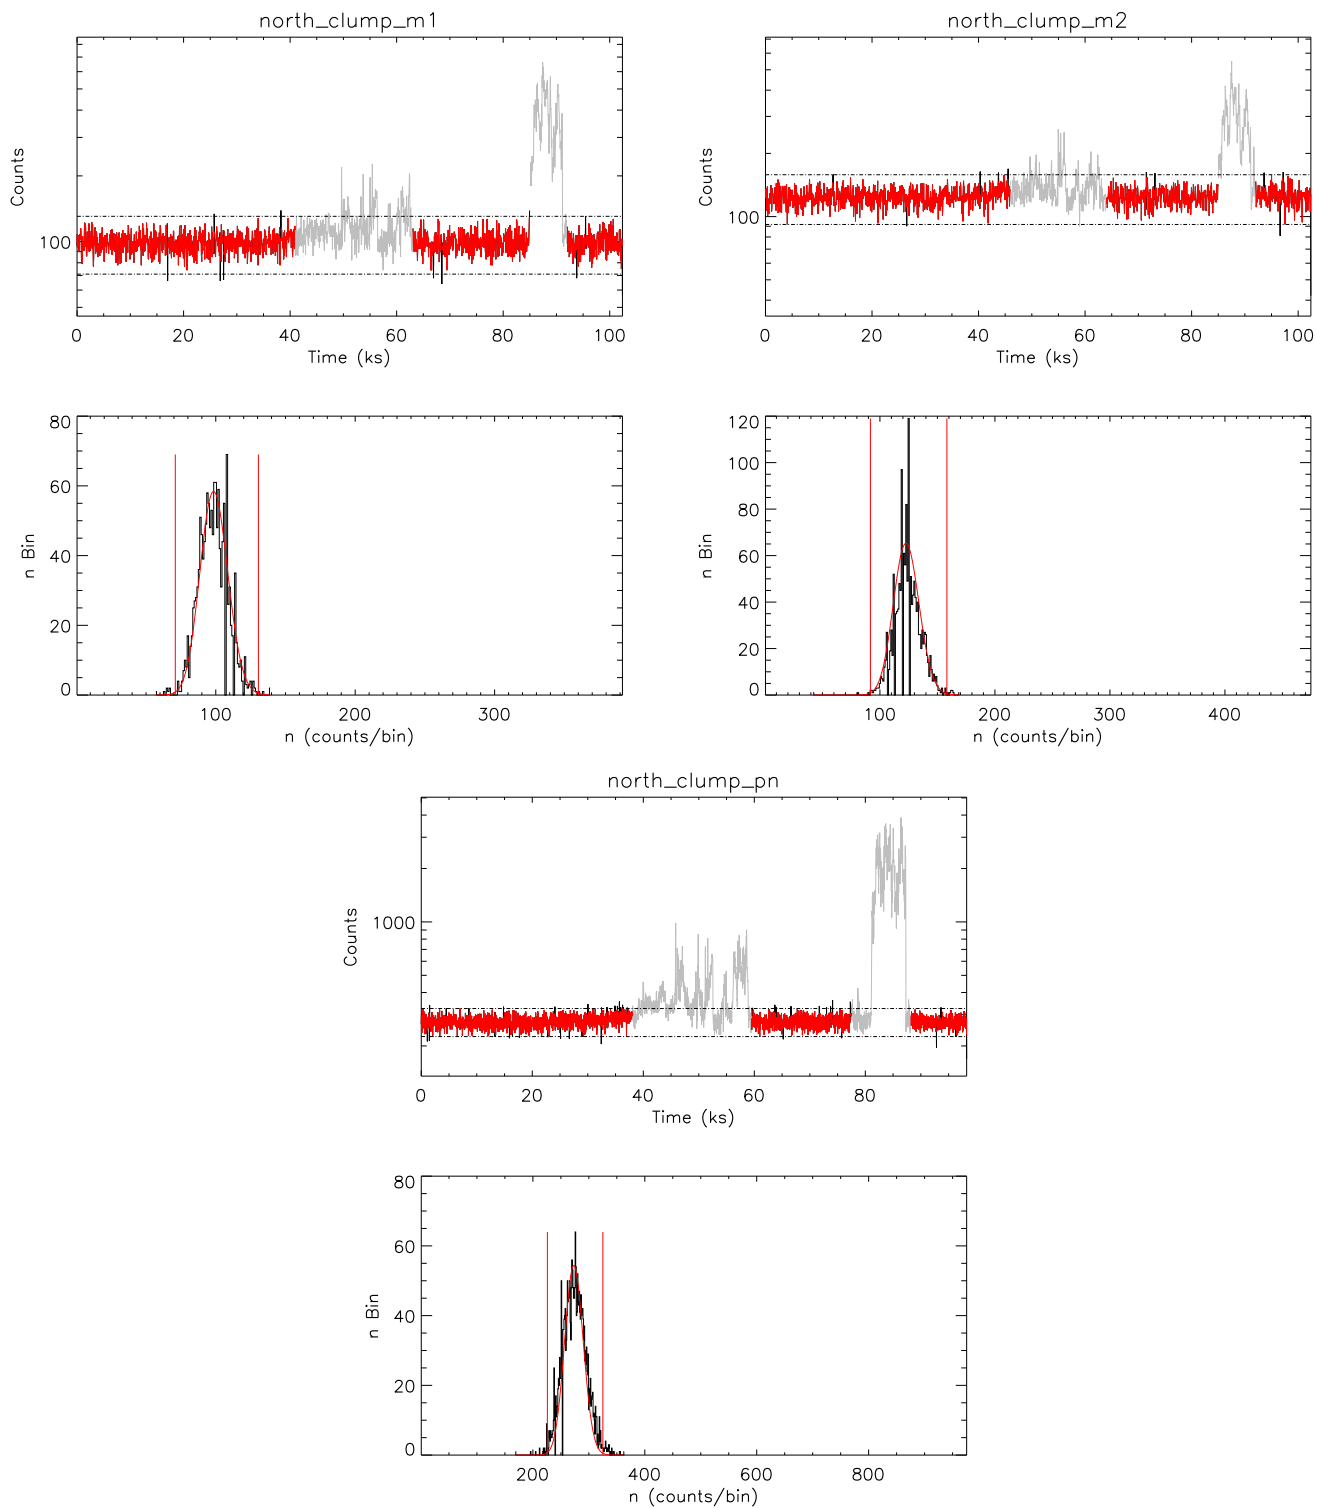 north_clump_m1
north_clump_m2
Counts
100
0 20 40 60 80 100
Time (ks)
Counts
100
0 20 40 60 80 100
Time (ks)
n Bin
80
60
40
20
0
100 200 300
n (counts/bin)
n Bin
120
100
80
60
40
20
0
100 200 300 400
n (counts/bin)
north_clump_pn
Counts
1000
0 20 40 60 80
Time (ks)
n Bin
80
60
40
20
0
200 400 600 800
n (counts/bin)